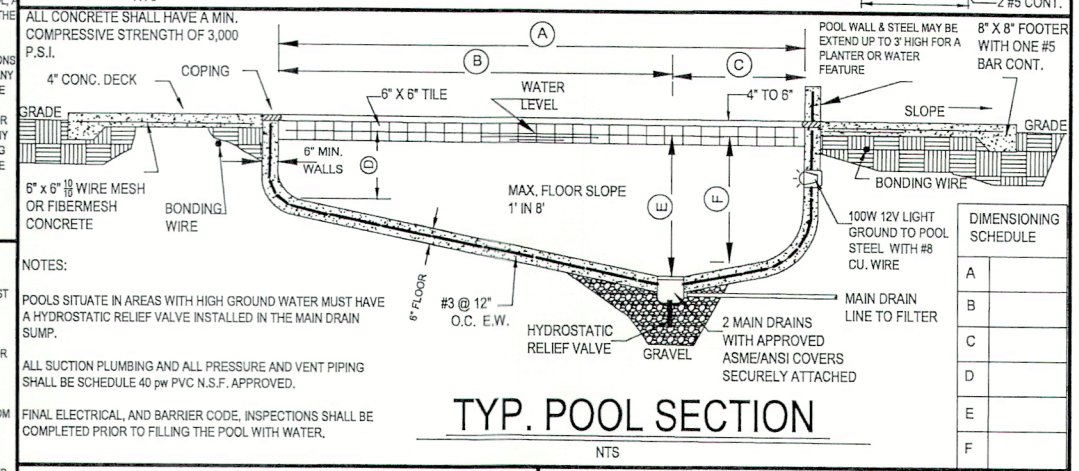 2 #5 CONT.
ALL CONCRETE SHALL HAVE A MIN.
COMPRESSIVE STRENGTH OF 3,000
P.S.I.
4" CONC. DECK
COPING
A
B
C
6" X 6" TILE
WATER
LEVEL
4" TO 6"
POOL WALL & STEEL MAY BE
EXTEND UP TO 3' HIGH FOR A
PLANTER OR WATER
FEATURE
8" X 8" FOOTER
WITH ONE #5
BAR CONT.
SLOPE
GRADE
GRADE
6" MIN.
WALLS
D
E
F
MAX. FLOOR SLOPE
1' IN 8'
BONDING WIRE
6" x 6" 10/10 WIRE MESH
OR FIBERMESH
CONCRETE
BONDING
WIRE
100W 12V LIGHT
GROUND TO POOL
STEEL WITH #8
CU. WIRE
6" FLOOR
#3 @ 12"
O.C. E.W.
HYDROSTATIC
RELIEF VALVE
GRAVEL
MAIN DRAIN
LINE TO FILTER
2 MAIN DRAINS
WITH APPROVED
ASME/ANSI COVERS
SECURELY ATTACHED
NOTES:
POOLS SITUATE IN AREAS WITH HIGH GROUND WATER MUST HAVE
A HYDROSTATIC RELIEF VALVE INSTALLED IN THE MAIN DRAIN
SUMP.
ALL SUCTION PLUMBING AND ALL PRESSURE AND VENT PIPING
SHALL BE SCHEDULE 40 pw PVC N.S.F. APPROVED.
FINAL ELECTRICAL, AND BARRIER CODE, INSPECTIONS SHALL BE
COMPLETED PRIOR TO FILLING THE POOL WITH WATER.
TYP. POOL SECTION
NTS
DIMENSIONING
SCHEDULE
A
B
C
D
E
F